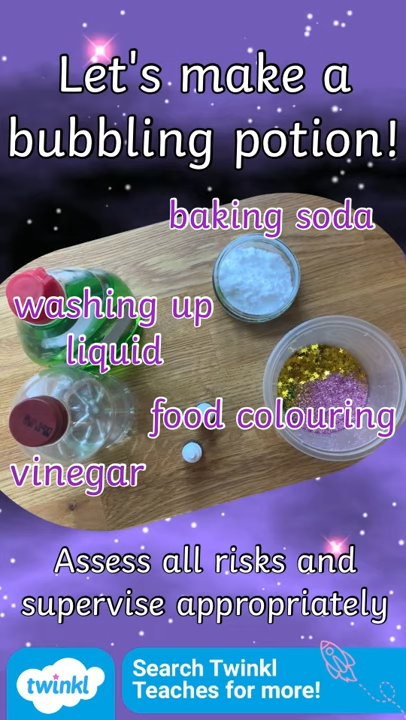 Let's make a
bubbling potion!
baking soda
washing up
liquid
food colouring
vinegar
Assess all risks and
supervise appropriately
twinkl
Search Twinkl
Teaches for more!